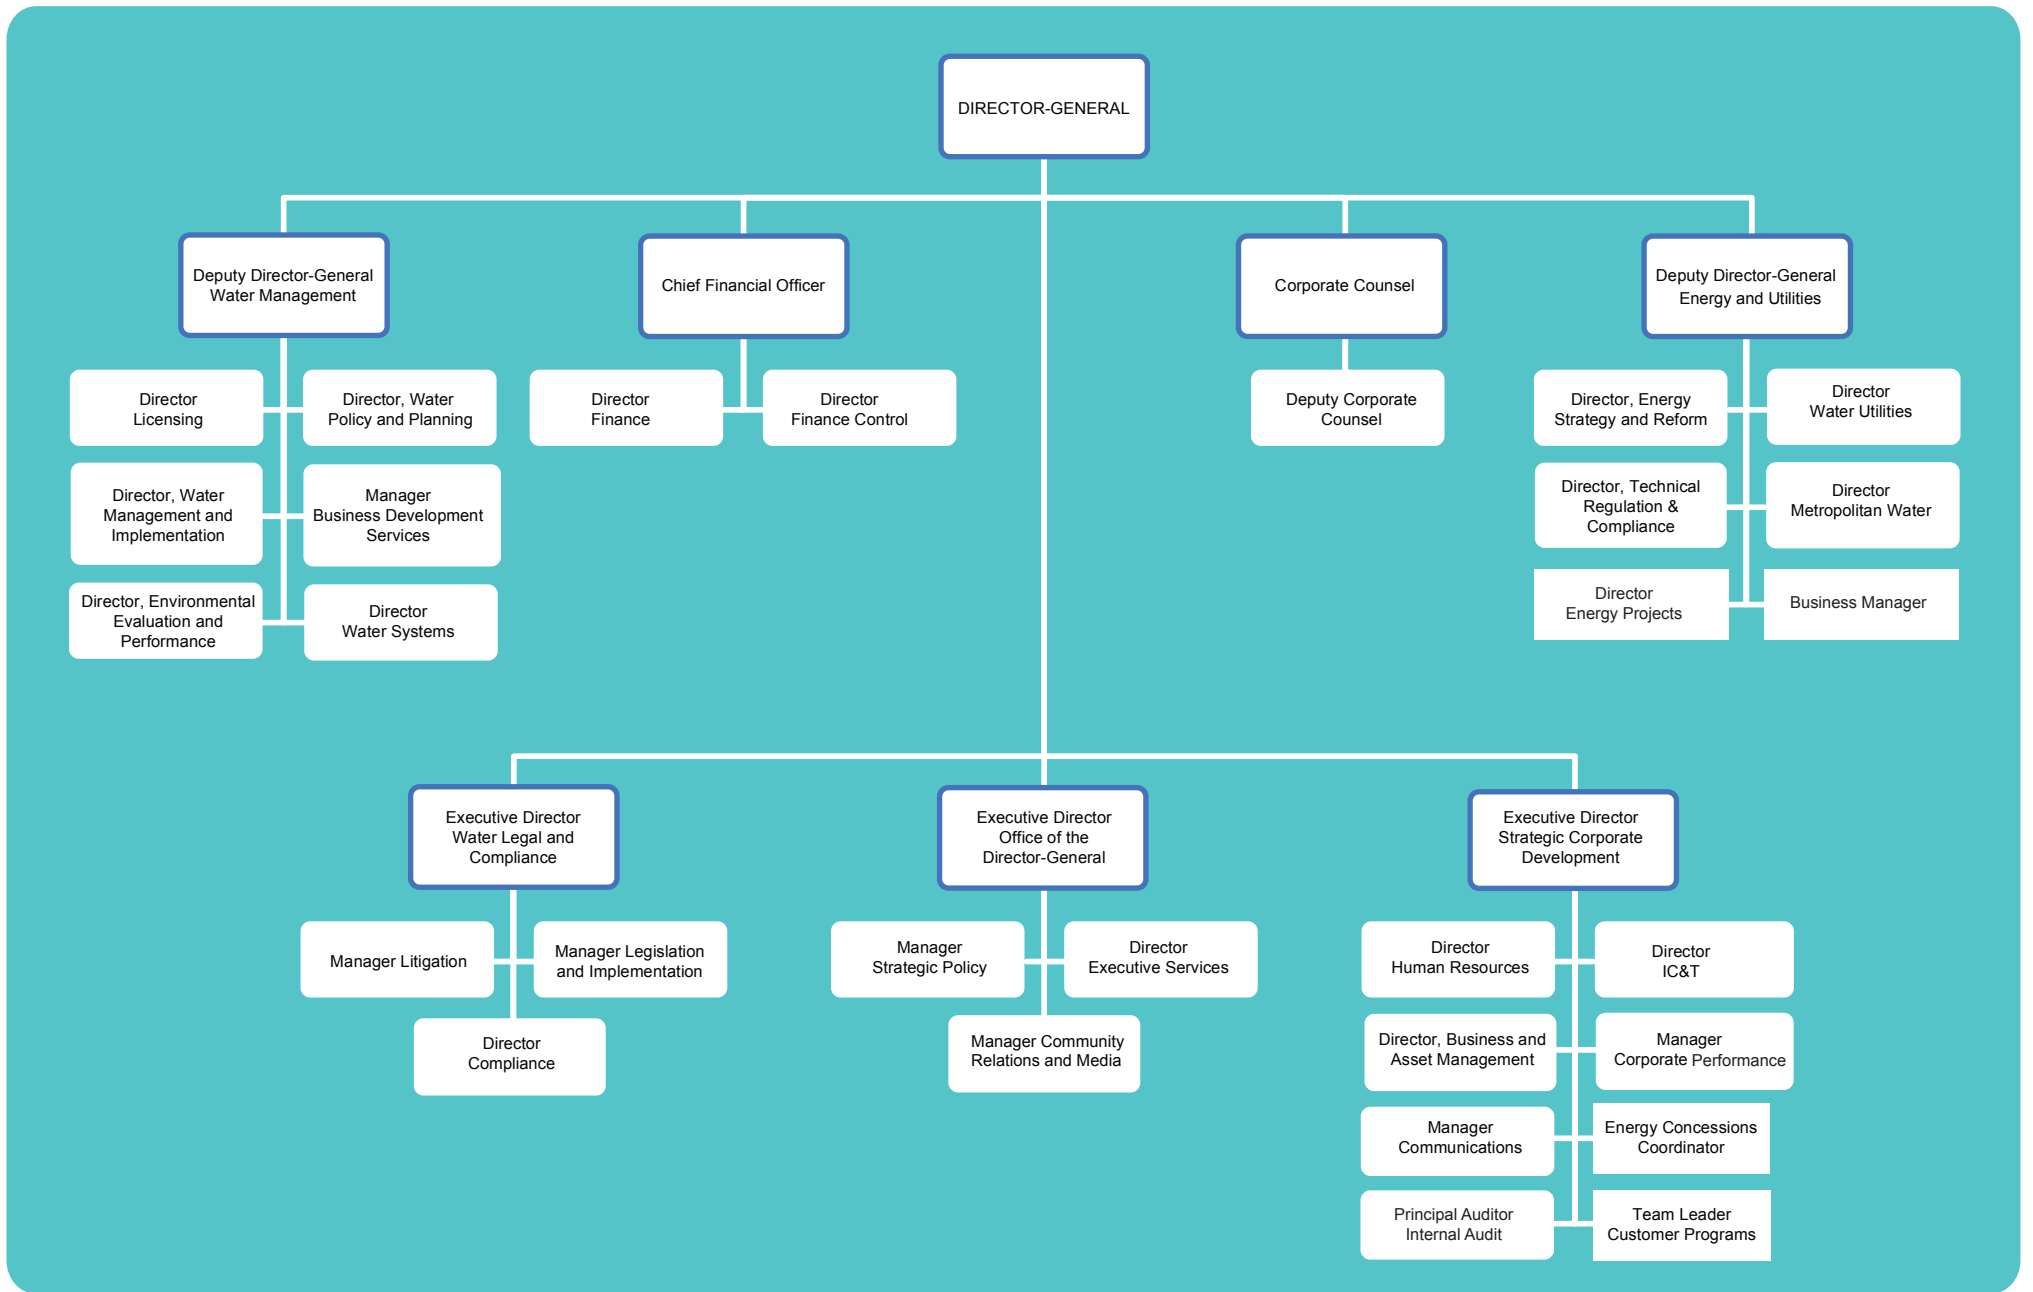 DIRECTOR-GENERAL
Deputy Director-General
Water Management
Chief Financial Officer
Corporate Counsel
Deputy Director-General
Energy and Utilities
Director
Licensing
Director, Water
Policy and Planning
Director, Water
Management and
Implementation
Manager
Business Development
Services
Director, Environmental
Evaluation and
Performance
Director
Water Systems
Director
Finance
Director
Finance Control
Deputy Corporate
Counsel
Director, Energy
Strategy and Reform
Director
Water Utilities
Director, Technical
Regulation &
Compliance
Director
Metropolitan Water
Director
Energy Projects
Business Manager
Executive Director
Water Legal and
Compliance
Executive Director
Office of the
Director-General
Executive Director
Strategic Corporate
Development
Manager Litigation
Manager Legislation
and Implementation
Director
Compliance
Manager
Strategic Policy
Director
Executive Services
Manager Community
Relations and Media
Director
Human Resources
Director
IC&T
Director, Business and
Asset Management
Manager
Corporate Performance
Manager
Communications
Energy Concessions
Coordinator
Principal Auditor
Internal Audit
Team Leader
Customer Programs